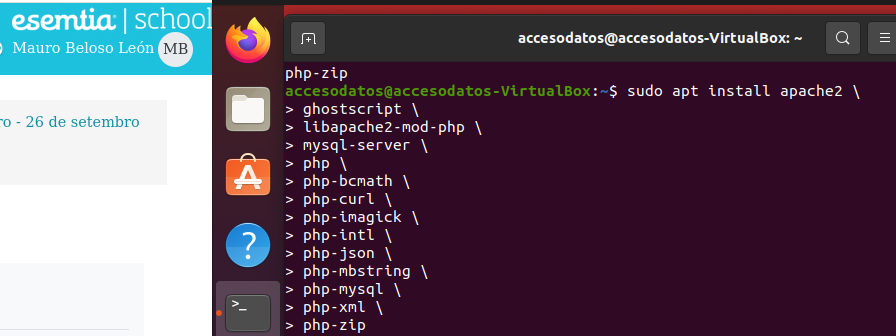 esemtia | school
Mauro Beloso León MB
ro - 26 de setembro
accesodatos@accesodatos-VirtualBox: ~
php-zip
accesodatos@accesodatos-VirtualBox:~$ sudo apt install apache2 \
> ghostscript \
> libapache2-mod-php \
> mysql-server \
> php \
> php-bcmath \
> php-curl \
> php-imagick \
> php-intl \
> php-json \
> php-mbstring \
> php-mysql \
> php-xml \
> php-zip